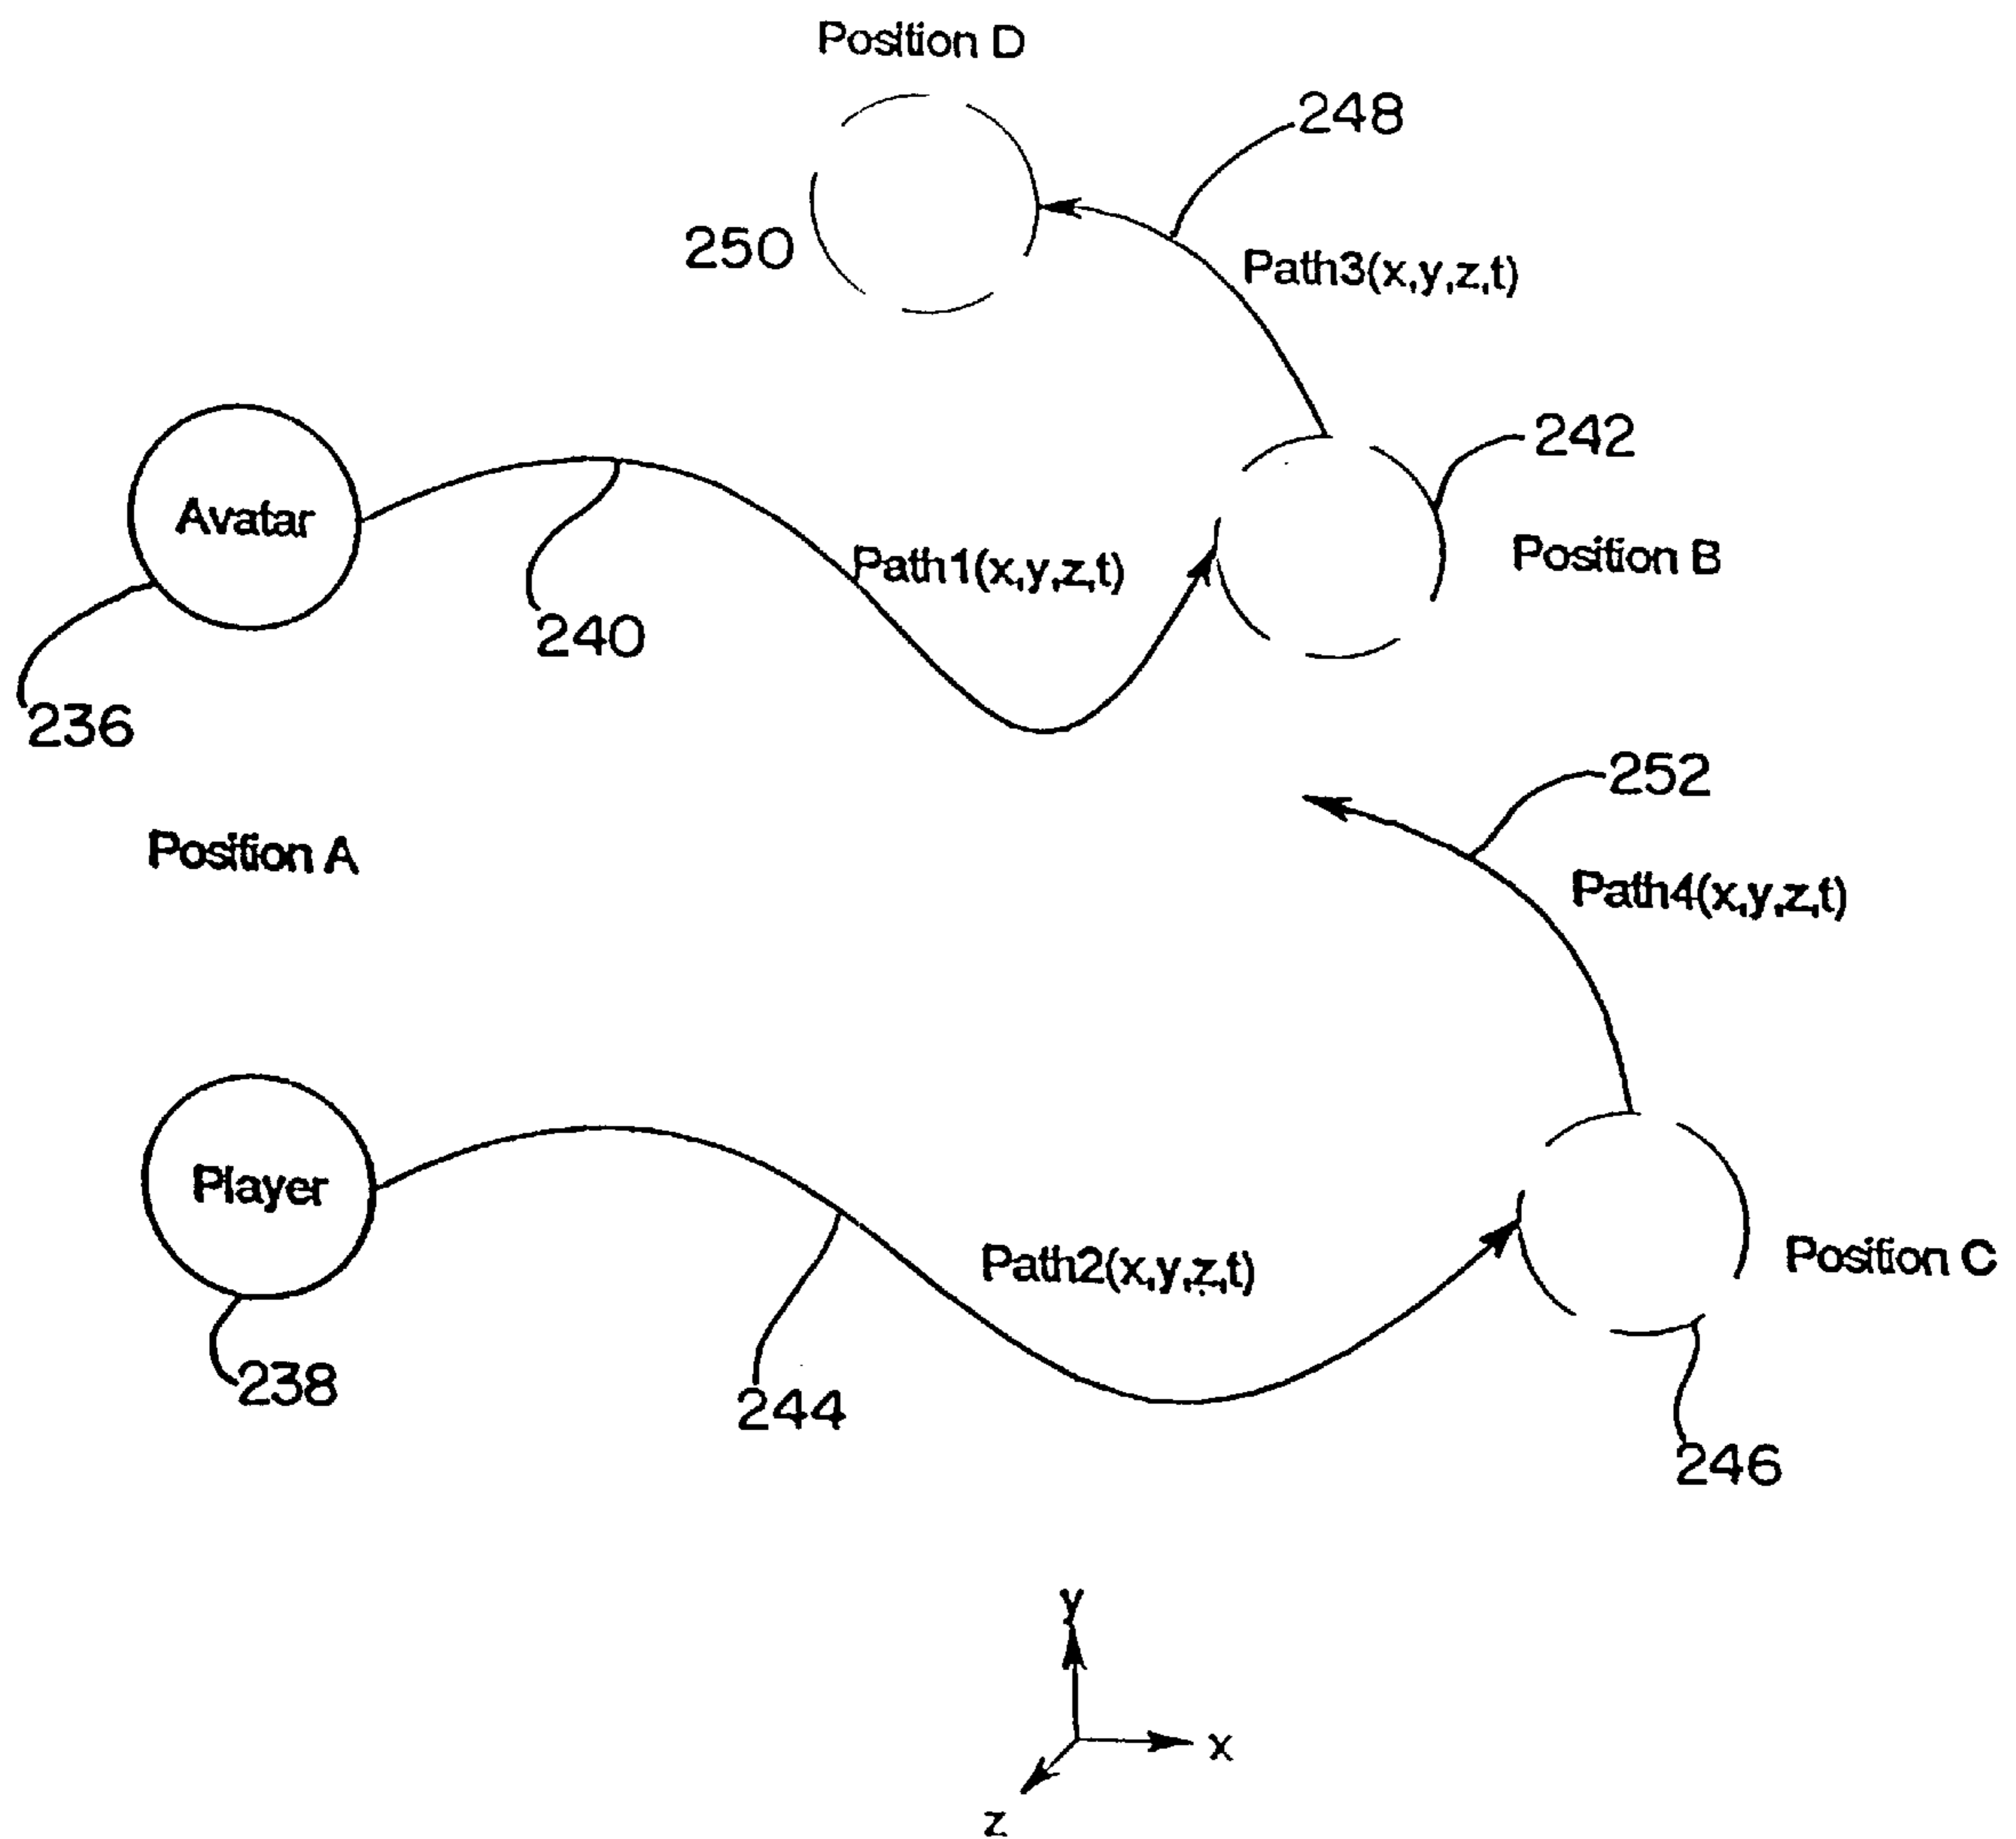 Position D
248
250
Path3(x,y,z,t)
242
Avatar
Position B
Path1(x,y,z,t)
240
236
252
Position A
Path4(x,y,z,t)
Player
Position C
Path2(x,y,z,t)
238
244
246
y
x
z